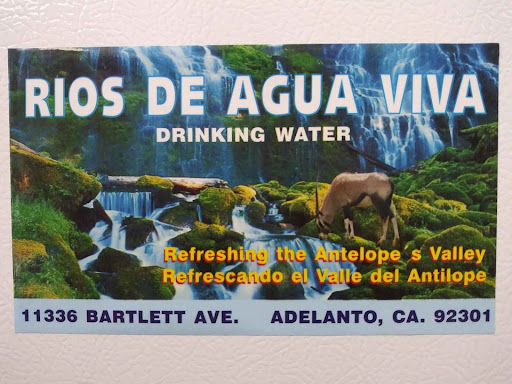 RIOS DE AGUA VIVA
DRINKING WATER
Refreshing the Antelope´s Valley
Refrescando el Valle del Antilope
11336 BARTLETT AVE. ADELANTO, CA. 92301